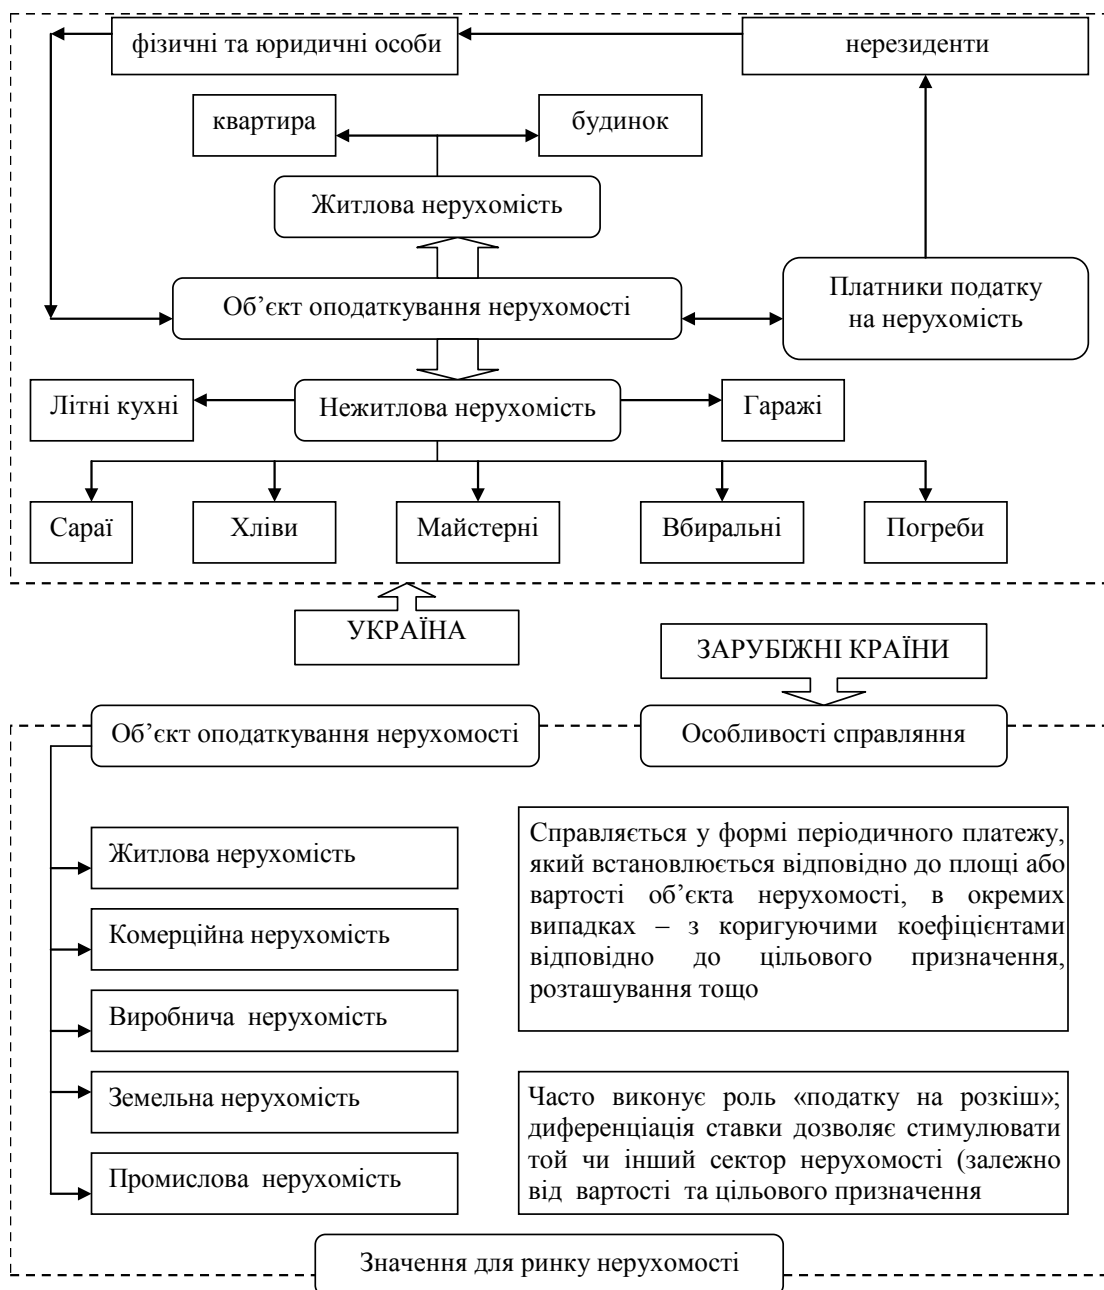 фізичні та юридичні особи
нерезиденти
квартира
будинок
Житлова нерухомість
Об’єкт оподаткування нерухомості
Платники податку
на нерухомість
Літні кухні
Нежитлова нерухомість
Гаражі
Сараї
Хліви
Майстерні
Вбиральні
Погреби
УКРАЇНА
ЗАРУБІЖНІ КРАЇНИ
Об’єкт оподаткування нерухомості
Особливості справляння
Житлова нерухомість
Комерційна нерухомість
Виробнича нерухомість
Земельна нерухомість
Промислова нерухомість
Справляється у формі періодичного платежу,
який встановлюється відповідно до площі або
вартості об’єкта нерухомості, в окремих
випадках – з коригуючими коефіцієнтами
відповідно до цільового призначення,
розташування тощо
Часто виконує роль «податку на розкіш»;
диференціація ставки дозволяє стимулювати
той чи інший сектор нерухомості (залежно
від вартості та цільового призначення
Значення для ринку нерухомості